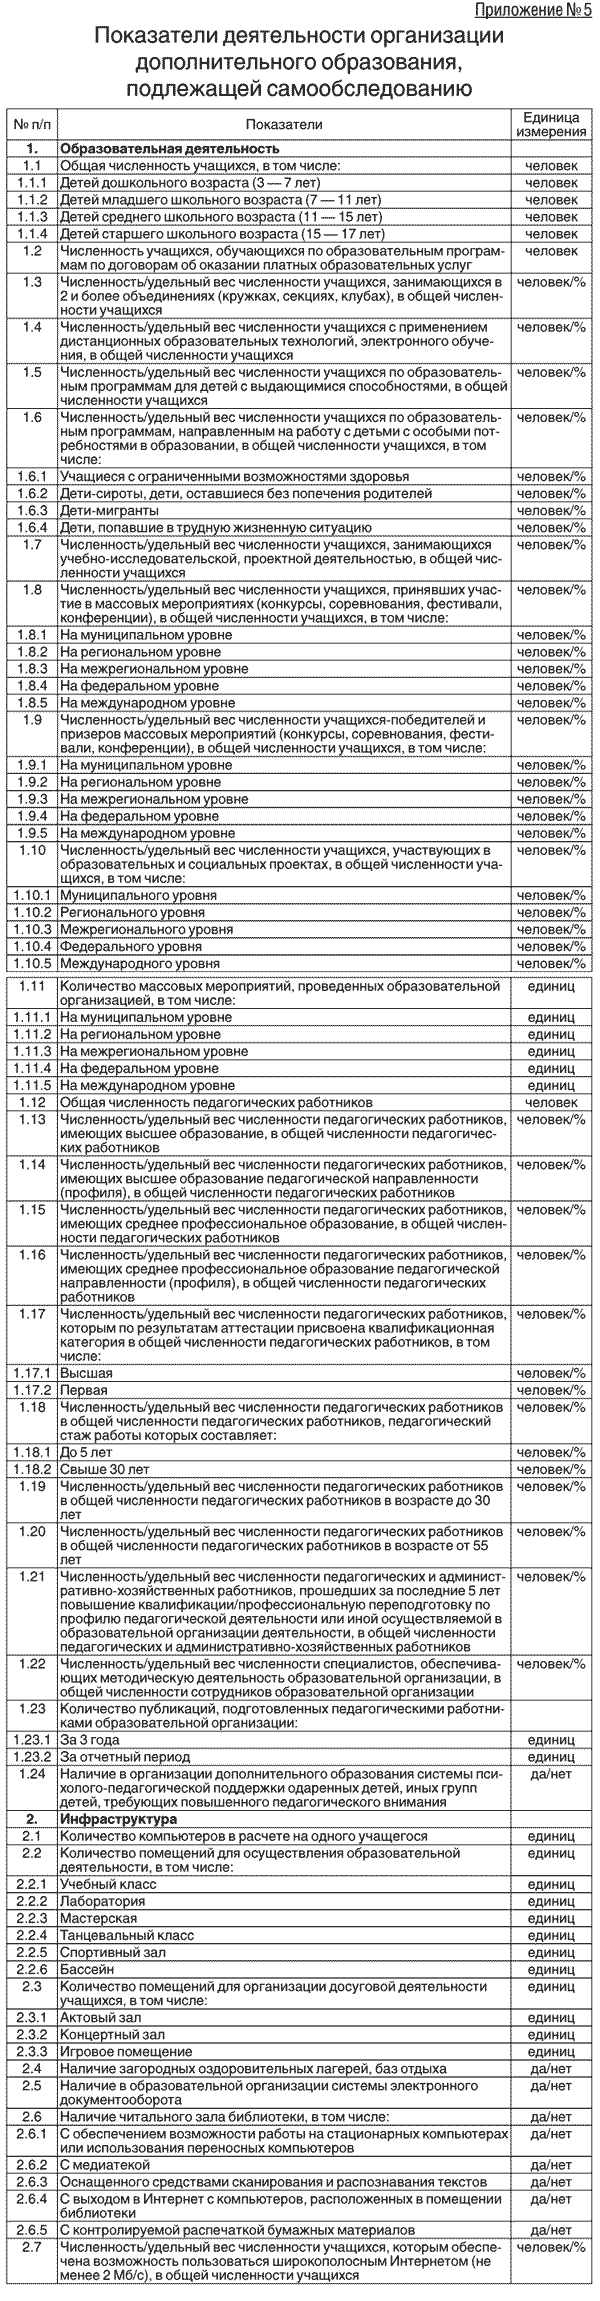 Приложение № 5
Показатели деятельности организации
дополнительного образования,
подлежащей самообследованию
№ п/п Показатели Единица
измерения
1. Образовательная деятельность
1.1 Общая численность учащихся, в том числе: человек
1.1.1 Детей дошкольного возраста (3 — 7 лет) человек
1.1.2 Детей младшего школьного возраста (7 — 11 лет) человек
1.1.3 Детей среднего школьного возраста (11 — 15 лет) человек
1.1.4 Детей старшего школьного возраста (15 — 17 лет) человек
1.2 Численность учащихся, обучающихся по образовательным програм- человек
мам по договорам об оказании платных образовательных услуг
1.3 Численность/удельный вес численности учащихся, занимающихся в человек/%
2 и более объединениях (кружках, секциях, клубах), в общей числен-
ности учащихся
1.4 Численность/удельный вес численности учащихся с применением человек/%
дистанционных образовательных технологий, электронного обуче-
ния, в общей численности учащихся
1.5 Численность/удельный вес численности учащихся по образователь- человек/%
ным программам для детей с выдающимися способностями, в общей
численности учащихся
1.6 Численность/удельный вес численности учащихся по образователь- человек/%
ным программам, направленным на работу с детьми с особыми пот-
ребностями в образовании, в общей численности учащихся, в том
числе:
1.6.1 Учащиеся с ограниченными возможностями здоровья человек/%
1.6.2 Дети-сироты, дети, оставшиеся без попечения родителей человек/%
1.6.3 Дети-мигранты человек/%
1.6.4 Дети, попавшие в трудную жизненную ситуацию человек/%
1.7 Численность/удельный вес численности учащихся, занимающихся человек/%
учебно-исследовательской, проектной деятельностью, в общей чис-
ленности учащихся
1.8 Численность/удельный вес численности учащихся, принявших учас- человек/%
тие в массовых мероприятиях (конкурсы, соревнования, фестивали,
конференции), в общей численности учащихся, в том числе:
1.8.1 На муниципальном уровне человек/%
1.8.2 На региональном уровне человек/%
1.8.3 На межрегиональном уровне человек/%
1.8.4 На федеральном уровне человек/%
1.8.5 На международном уровне человек/%
1.9 Численность/удельный вес численности учащихся-победителей и человек/%
призеров массовых мероприятий (конкурсы, соревнования, фести-
вали, конференции), в общей численности учащихся, в том числе:
1.9.1 На муниципальном уровне человек/%
1.9.2 На региональном уровне человек/%
1.9.3 На межрегиональном уровне человек/%
1.9.4 На федеральном уровне человек/%
1.9.5 На международном уровне человек/%
1.10 Численность/удельный вес численности учащихся, участвующих в человек/%
образовательных и социальных проектах, в общей численности уча-
щихся, в том числе:
1.10.1 Муниципального уровня человек/%
1.10.2 Регионального уровня человек/%
1.10.3 Межрегионального уровня человек/%
1.10.4 Федерального уровня человек/%
1.10.5 Международного уровня человек/%
1.11 Количество массовых мероприятий, проведенных образовательной единиц
организацией, в том числе:
1.11.1 На муниципальном уровне единиц
1.11.2 На региональном уровне единиц
1.11.3 На межрегиональном уровне единиц
1.11.4 На федеральном уровне единиц
1.11.5 На международном уровне единиц
1.12 Общая численность педагогических работников человек
1.13 Численность/удельный вес численности педагогических работников, человек/%
имеющих высшее образование, в общей численности педагогичес-
ких работников
1.14 Численность/удельный вес численности педагогических работников, человек/%
имеющих высшее образование педагогической направленности
(профиля), в общей численности педагогических работников
1.15 Численность/удельный вес численности педагогических работников, человек/%
имеющих среднее профессиональное образование, в общей числен-
ности педагогических работников
1.16 Численность/удельный вес численности педагогических работников, человек/%
имеющих среднее профессиональное образование педагогической
направленности (профиля), в общей численности педагогических
работников
1.17 Численность/удельный вес численности педагогических работников, человек/%
которым по результатам аттестации присвоена квалификационная
категория в общей численности педагогических работников, в том
числе:
1.17.1 Высшая человек/%
1.17.2 Первая человек/%
1.18 Численность/удельный вес численности педагогических работников человек/%
в общей численности педагогических работников, педагогический
стаж работы которых составляет:
1.18.1 До 5 лет человек/%
1.18.2 Свыше 30 лет человек/%
1.19 Численность/удельный вес численности педагогических работников человек/%
в общей численности педагогических работников в возрасте до 30
лет
1.20 Численность/удельный вес численности педагогических работников человек/%
в общей численности педагогических работников в возрасте от 55
лет
1.21 Численность/удельный вес численности педагогических и админист- человек/%
ративно-хозяйственных работников, прошедших за последние 5 лет
повышение квалификации/профессиональную переподготовку по
профилю педагогической деятельности или иной осуществляемой в
образовательной организации деятельности, в общей численности
педагогических и административно-хозяйственных работников
1.22 Численность/удельный вес численности специалистов, обеспечива- человек/%
ющих методическую деятельность образовательной организации, в
общей численности сотрудников образовательной организации
1.23 Количество публикаций, подготовленных педагогическими работни-
ками образовательной организации:
1.23.1 За 3 года единиц
1.23.2 За отчетный период единиц
1.24 Наличие в организации дополнительного образования системы пси- да/нет
холого-педагогической поддержки одаренных детей, иных групп
детей, требующих повышенного педагогического внимания
2. Инфраструктура
2.1 Количество компьютеров в расчете на одного учащегося единиц
2.2 Количество помещений для осуществления образовательной единиц
деятельности, в том числе:
2.2.1 Учебный класс единиц
2.2.2 Лаборатория единиц
2.2.3 Мастерская единиц
2.2.4 Танцевальный класс единиц
2.2.5 Спортивный зал единиц
2.2.6 Бассейн единиц
2.3 Количество помещений для организации досуговой деятельности единиц
учащихся, в том числе:
2.3.1 Актовый зал единиц
2.3.2 Концертный зал единиц
2.3.3 Игровое помещение единиц
2.4 Наличие загородных оздоровительных лагерей, баз отдыха да/нет
2.5 Наличие в образовательной организации системы электронного да/нет
документооборота
2.6 Наличие читального зала библиотеки, в том числе: да/нет
2.6.1 С обеспечением возможности работы на стационарных компьютерах да/нет
или использования переносных компьютеров
2.6.2 С медиатекой да/нет
2.6.3 Оснащенного средствами сканирования и распознавания текстов да/нет
2.6.4 С выходом в Интернет с компьютеров, расположенных в помещении да/нет
библиотеки
2.6.5 С контролируемой распечаткой бумажных материалов да/нет
2.7 Численность/удельный вес численности учащихся, которым обеспе- человек/%
чена возможность пользоваться широкополосным Интернетом (не
менее 2 Мб/с), в общей численности учащихся